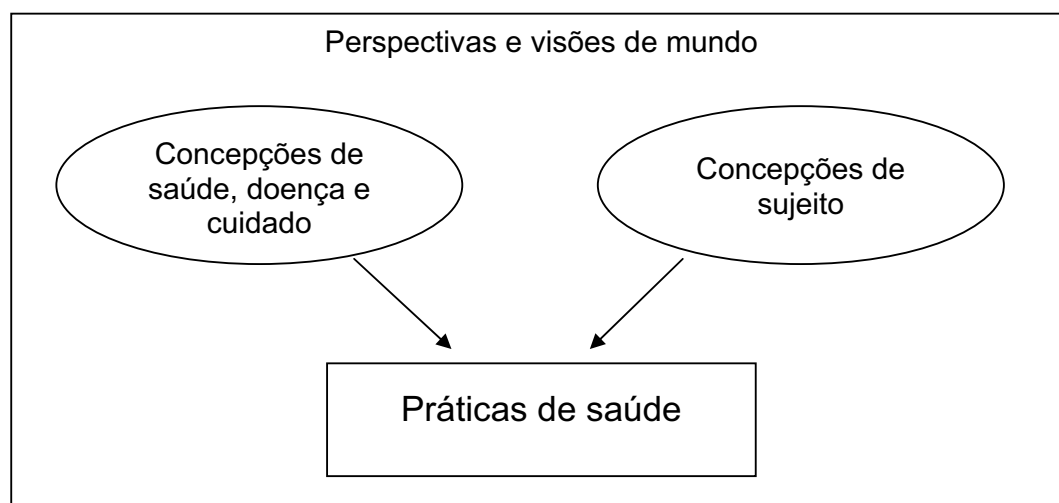 Perspectivas e visões de mundo
Concepções de
saúde, doença e
cuidado
Concepções de
sujeito
Práticas de saúde